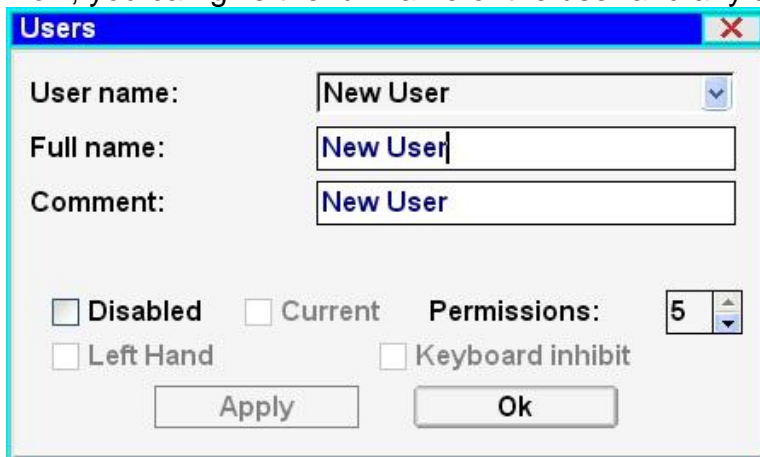 Users
User name: New User
Full name: New User
Comment: New User
Disabled Current Permissions: 5
Left Hand Keyboard inhibit
Apply Ok